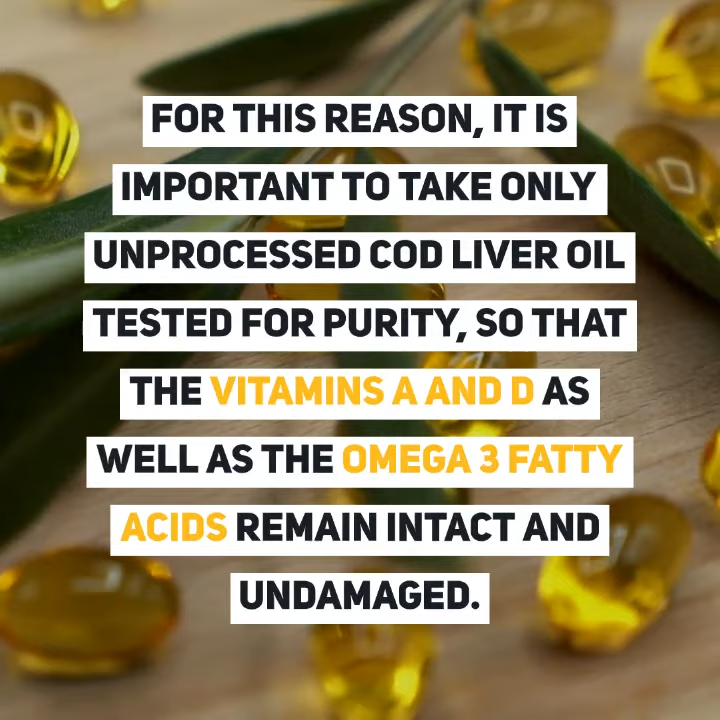 FOR THIS REASON, IT IS
IMPORTANT TO TAKE ONLY
UNPROCESSED COD LIVER OIL
TESTED FOR PURITY, SO THAT
THE VITAMINS A AND D AS
WELL AS THE OMEGA 3 FATTY
ACIDS REMAIN INTACT AND
UNDAMAGED.